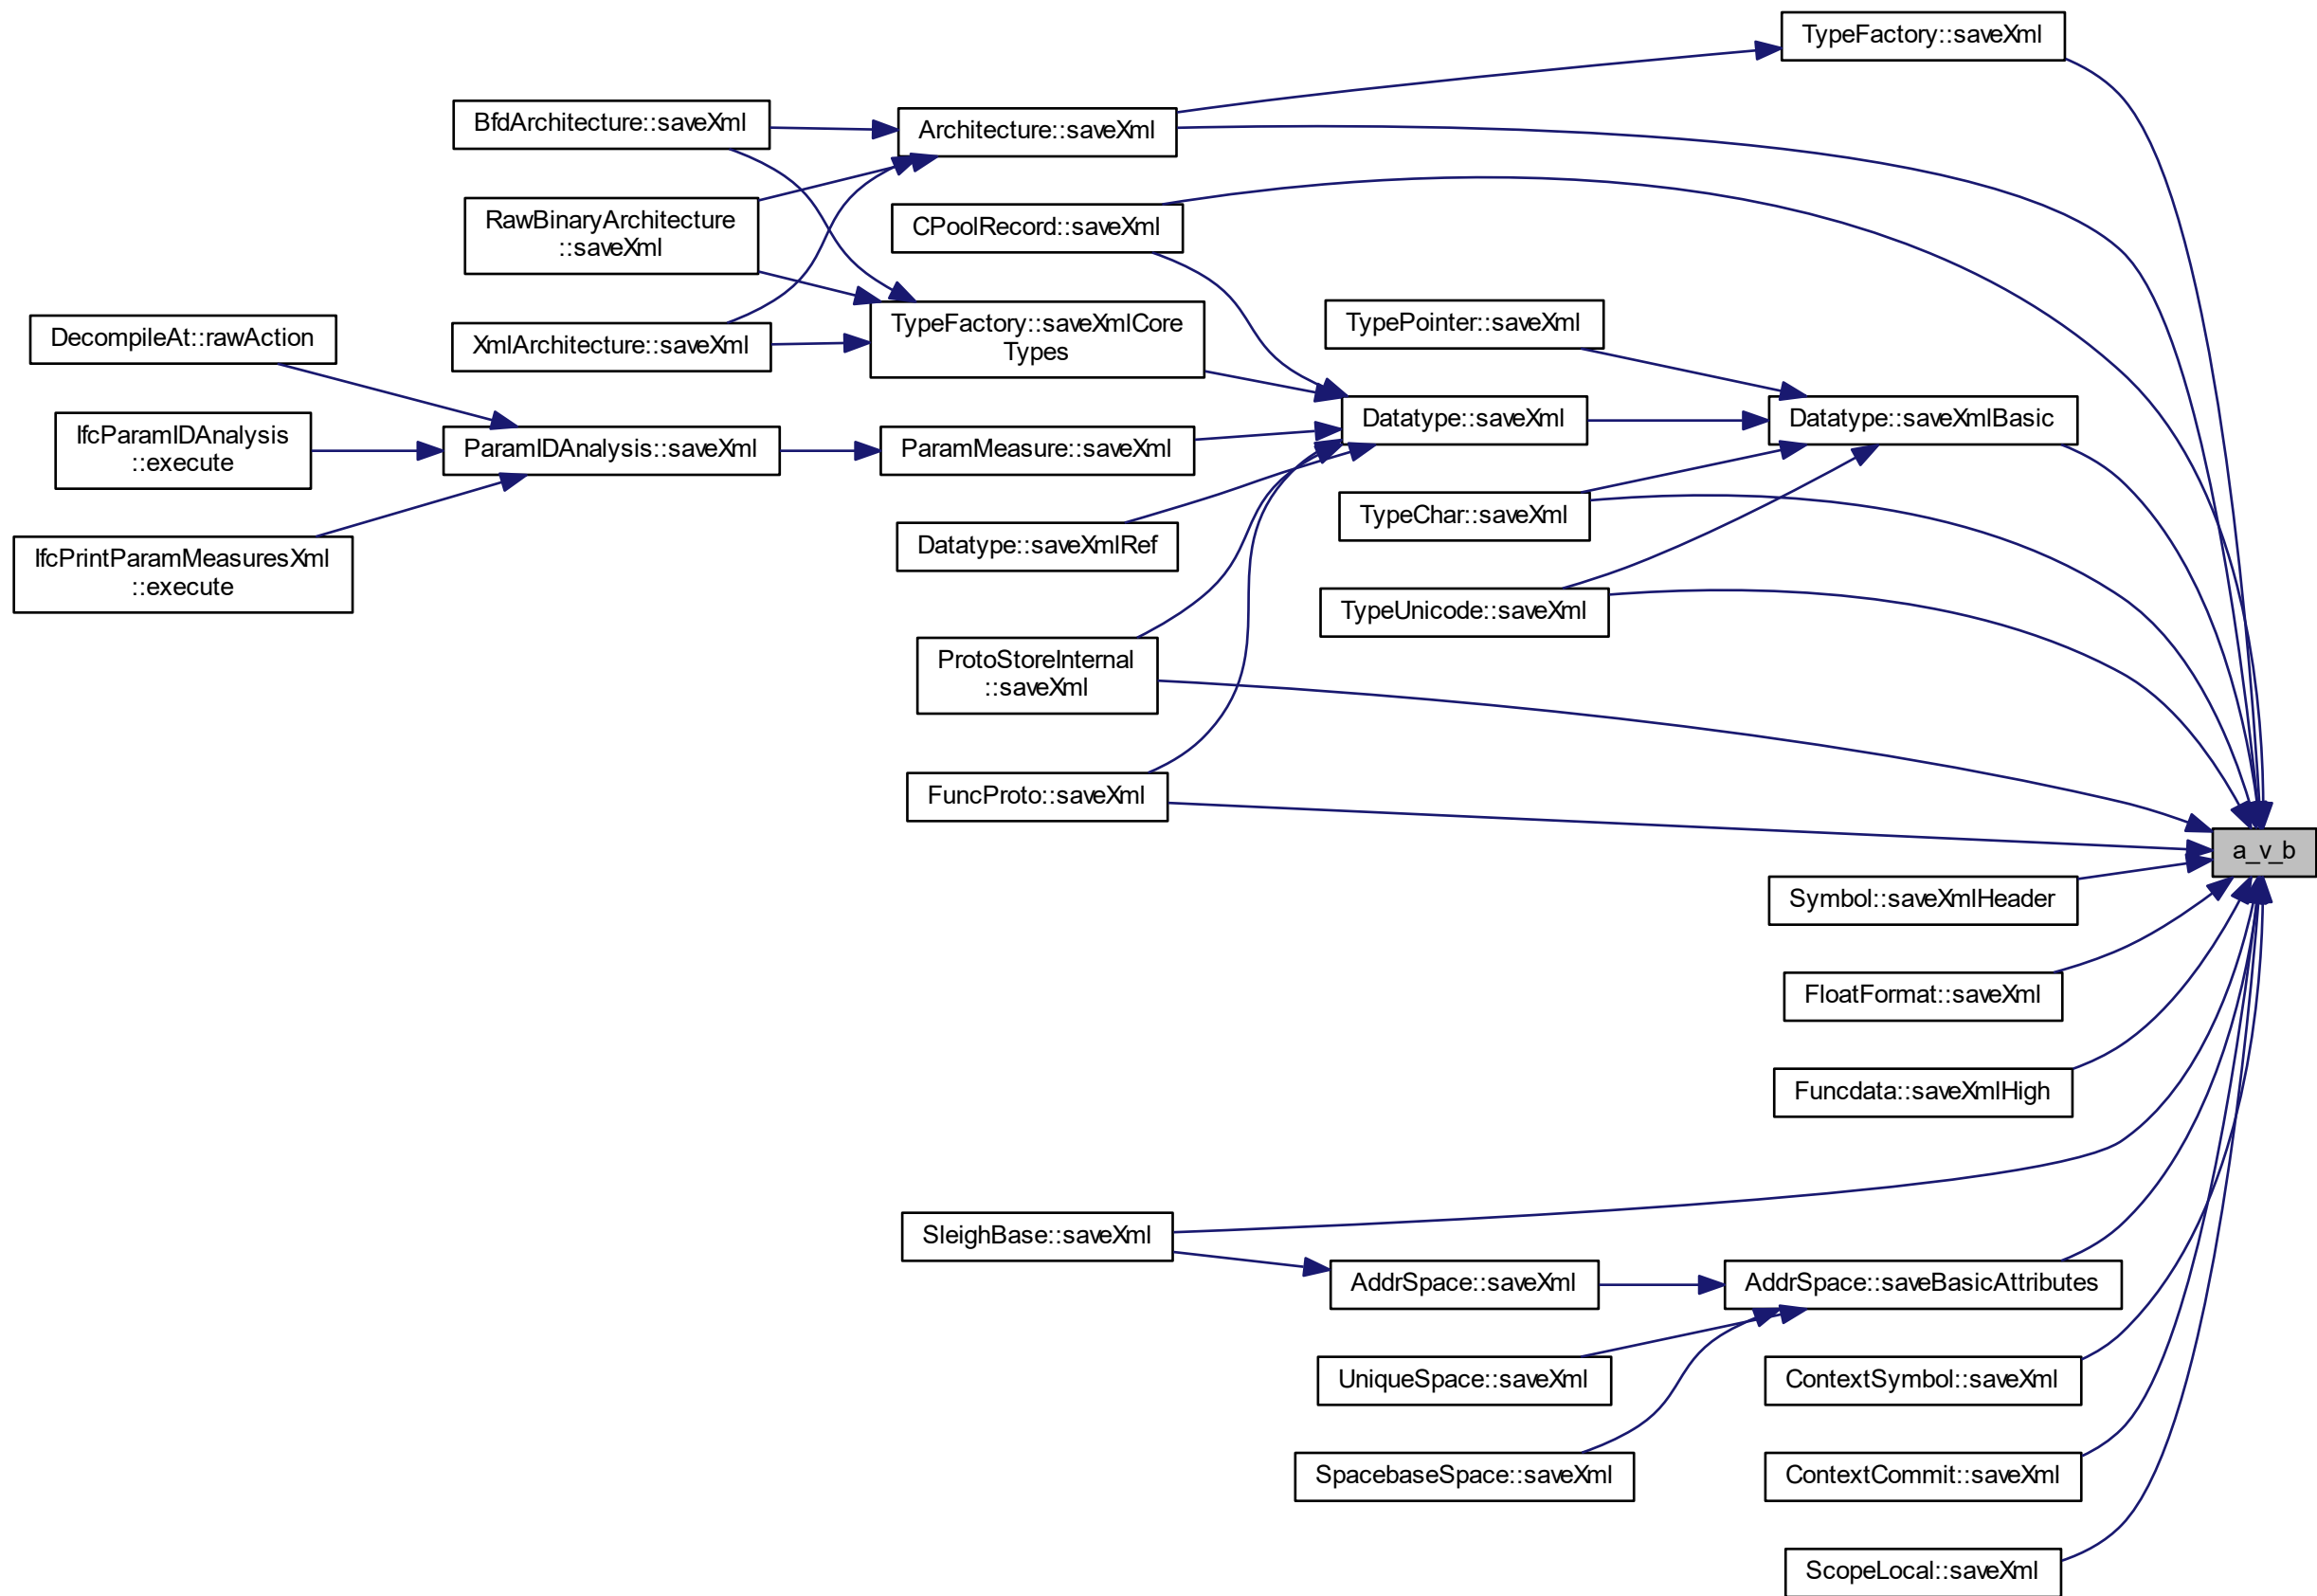 TypeFactory::saveXml
BfdArchitecture::saveXml
Architecture::saveXml
RawBinaryArchitecture
::saveXml
CPoolRecord::saveXml
DecompileAt::rawAction
XmlArchitecture::saveXml
TypeFactory::saveXmlCore
Types
TypePointer::saveXml
IfcParamIDAnalysis
::execute
ParamIDAnalysis::saveXml
ParamMeasure::saveXml
Datatype::saveXml
Datatype::saveXmlBasic
IfcPrintParamMeasuresXml
::execute
Datatype::saveXmlRef
TypeChar::saveXml
TypeUnicode::saveXml
ProtoStoreInternal
::saveXml
FuncProto::saveXml
a_v_b
Symbol::saveXmlHeader
FloatFormat::saveXml
Funcdata::saveXmlHigh
SleighBase::saveXml
AddrSpace::saveXml
AddrSpace::saveBasicAttributes
UniqueSpace::saveXml
ContextSymbol::saveXml
SpacebaseSpace::saveXml
ContextCommit::saveXml
ScopeLocal::saveXml